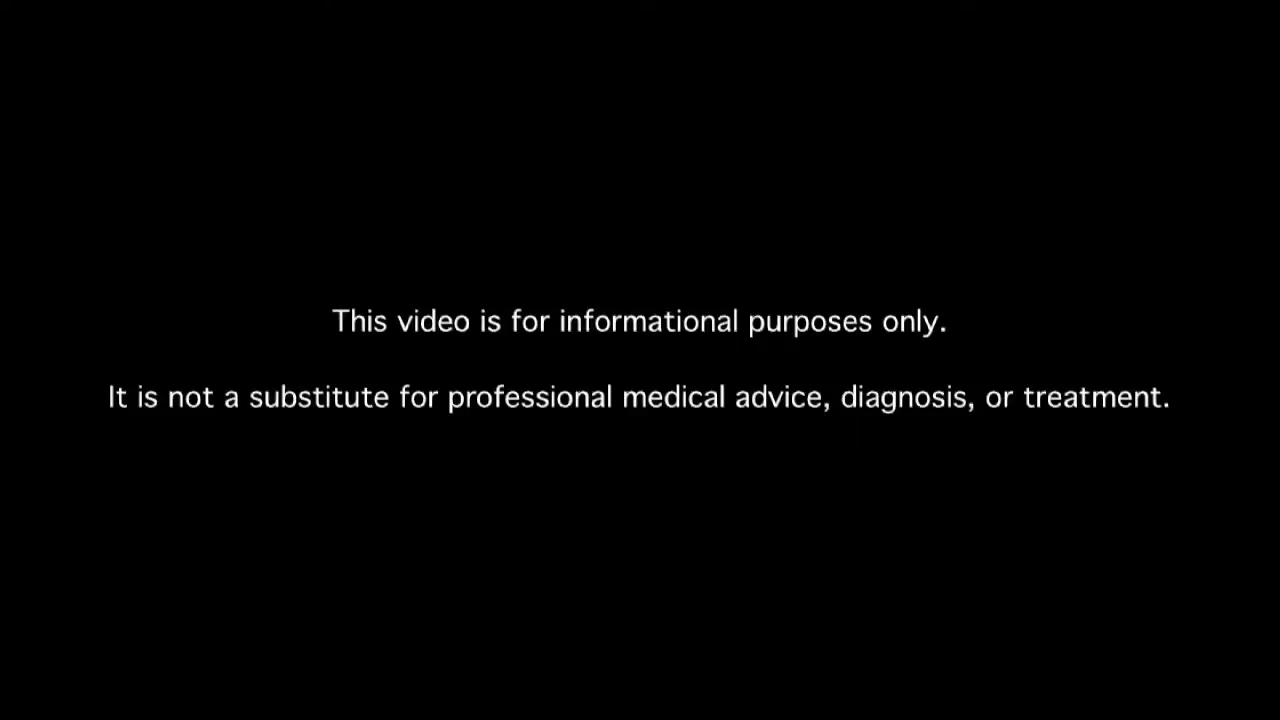 This video is for informational purposes only.
It is not a substitute for professional medical advice, diagnosis, or treatment.